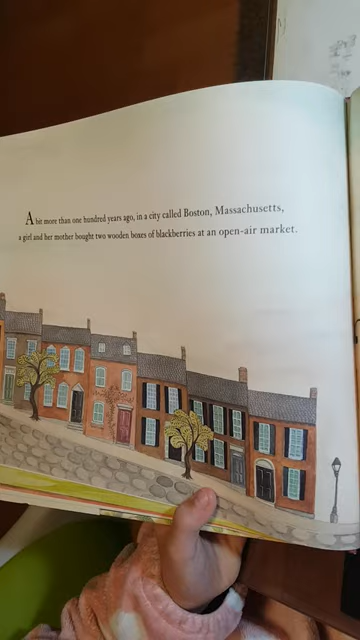 A bit more than one hundred years ago, in a city called Boston, Massachusetts,
a girl and her mother bought two wooden boxes of blackberries at an open-air market.